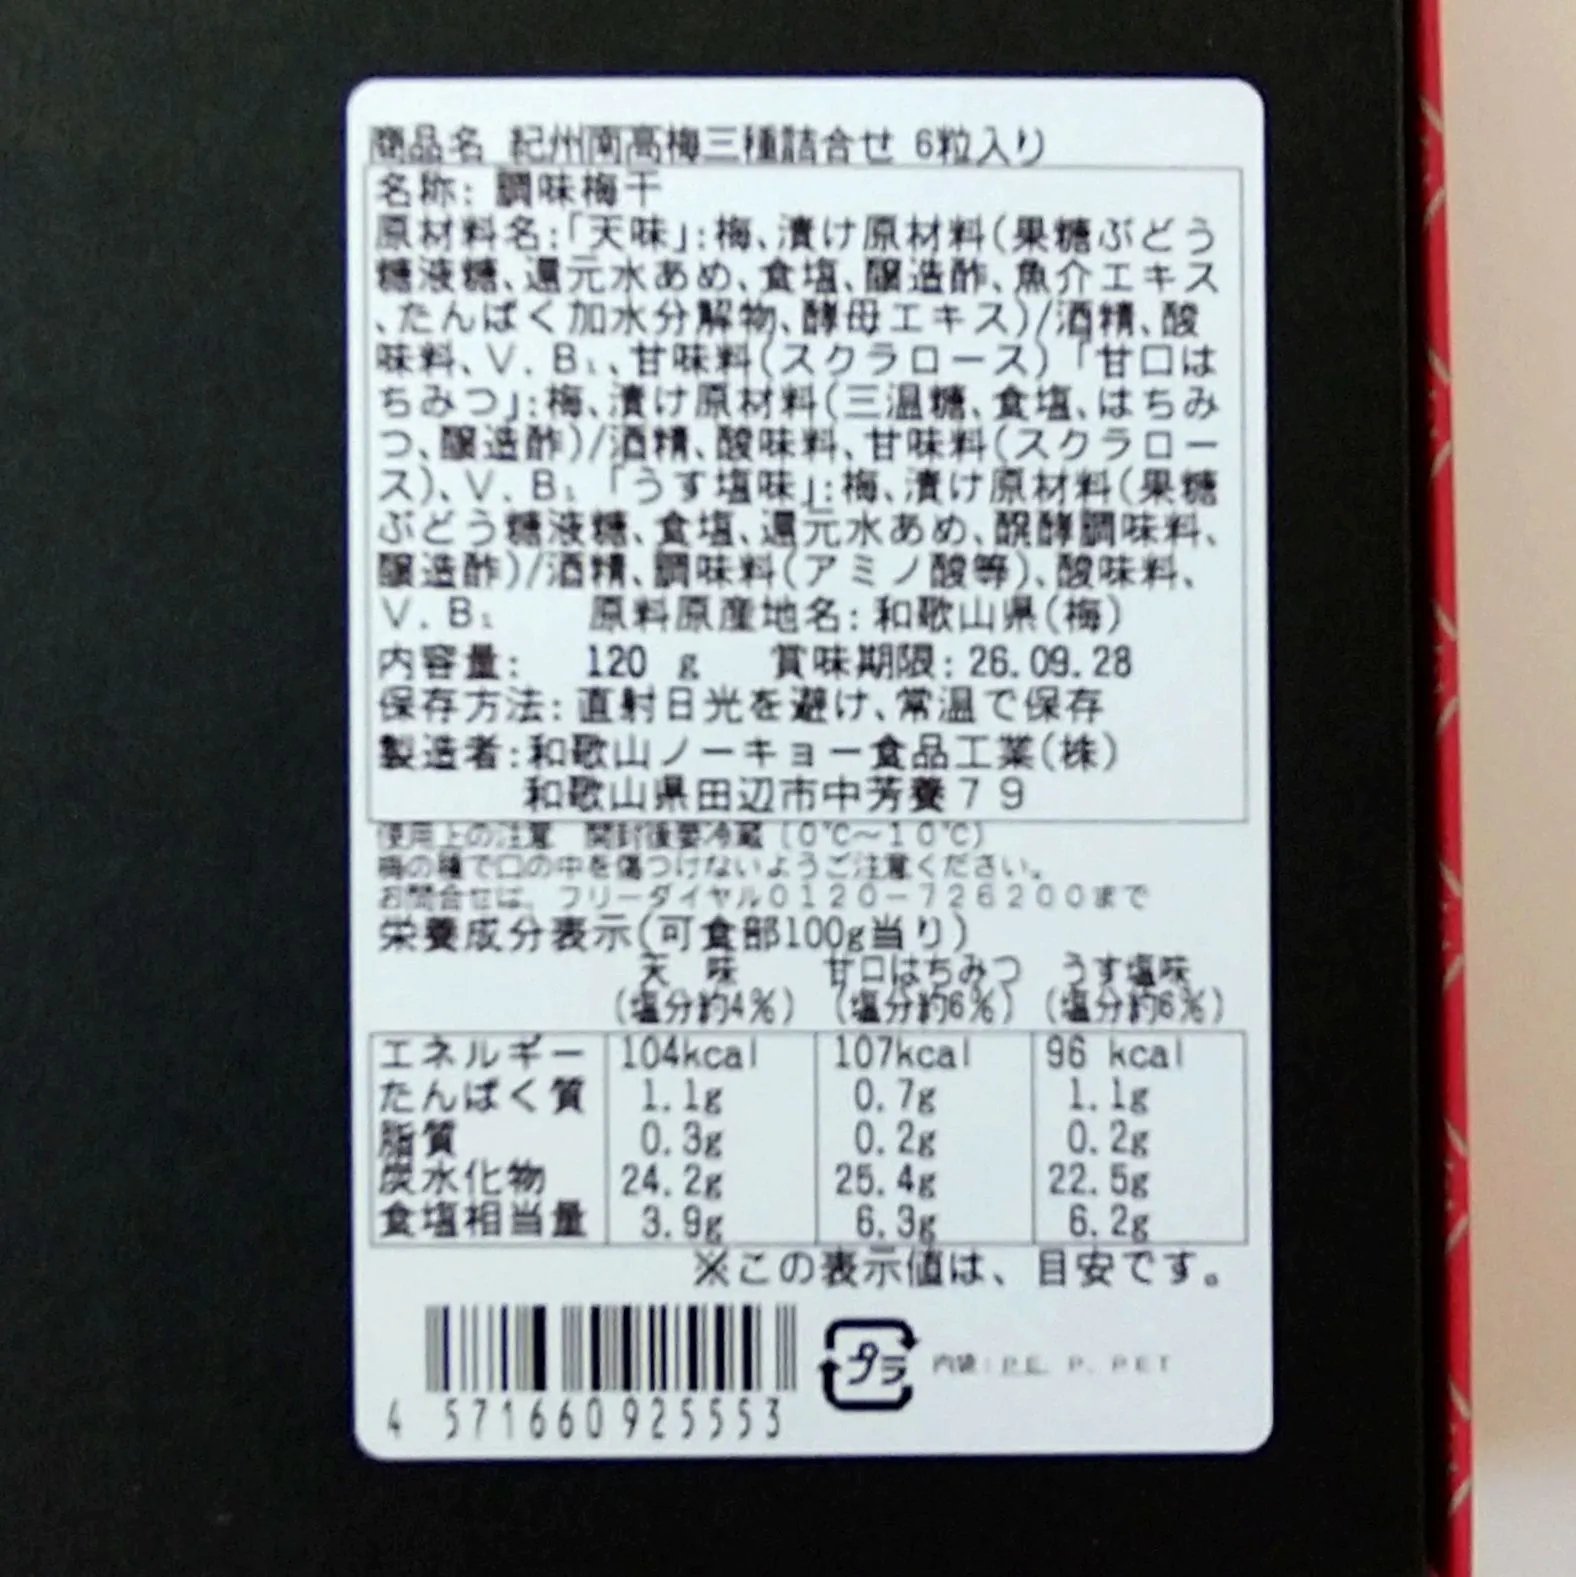 商品名 紀州南高梅三種詰合せ 6粒入り
名称: 調味梅干
原材料名:「天味」:梅、漬け原材料(果糖ぶどう
糖液糖、還元水あめ、食塩、醸造酢、魚介エキス
、たんぱく加水分解物、酵母エキス)/酒精、酸
味料、V.B₁、甘味料(スクラロース)「甘口は
ちみつ」:梅、漬け原材料(三温糖、食塩、はちみ
つ、醸造酢)/酒精、酸味料、甘味料(スクラロー
ス)、V.B₁「うす塩味」:梅、漬け原材料(果糖
ぶどう糖液糖、食塩、還元水あめ、醗酵調味料、
醸造酢)/酒精、調味料(アミノ酸等)、酸味料、
V.B₁ 原料原産地名:和歌山県(梅)
内容量: 120 g 賞味期限:26.09.28
保存方法:直射日光を避け、常温で保存
製造者:和歌山ノーキョー食品工業(株)
和歌山県田辺市中芳養79
使用上の注意 開封後要冷蔵(0℃〜10℃)
梅の種で口の中を傷つけないようご注意ください。
お問合せは、フリーダイヤル0120-726200まで
栄養成分表示(可食部100g当り)
天 味 甘口はちみつ うす塩味
(塩分約4%) (塩分約6%) (塩分約6%)
エネルギー 104kcal 107kcal 96 kcal
たんぱく質 1.1g 0.7g 1.1g
脂質 0.3g 0.2g 0.2g
炭水化物 24.2g 25.4g 22.5g
食塩相当量 3.9g 6.3g 6.2g
※この表示値は、目安です。
プラ 内袋:P.E. P. PET
4 571660 925553